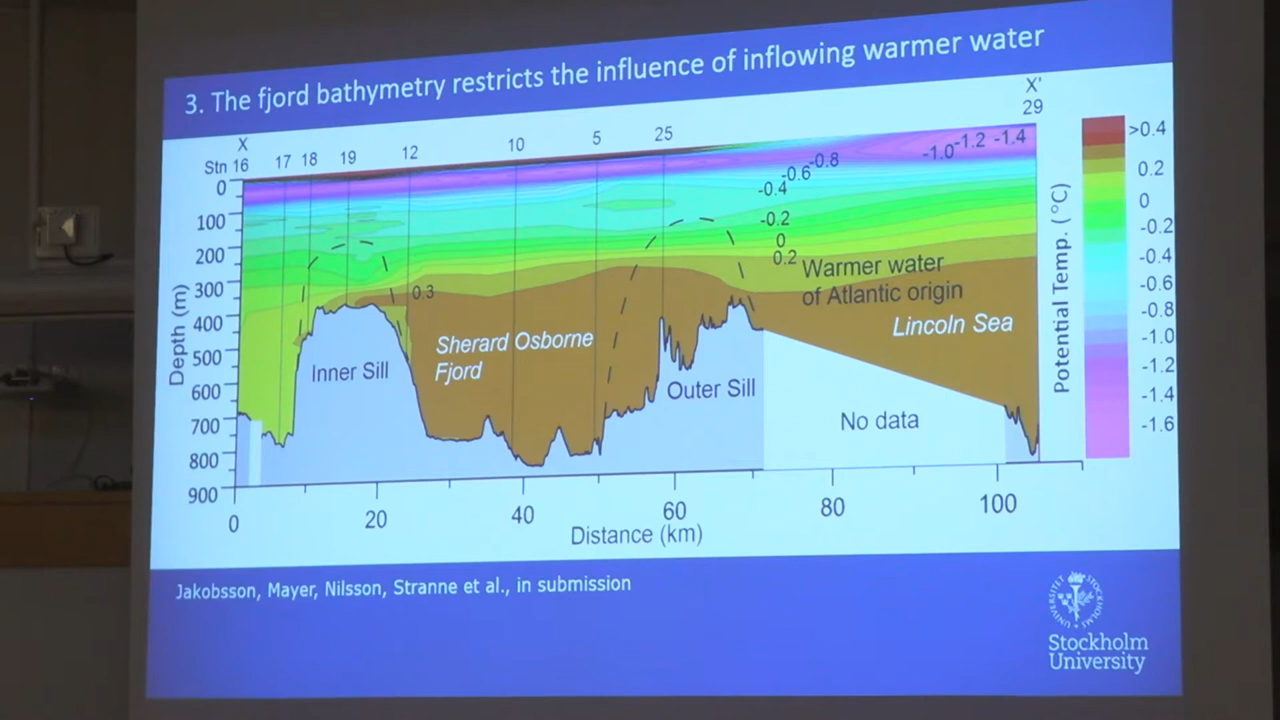 3. The fjord bathymetry restricts the influence of inflowing warmer water
X
X'
Stn 16 17 18 19 12 10 5 25 29
0
100
200
300
400
500
600
700
800
900
Depth (m)
-0.4
-0.6
-0.8
-1.0
-1.2
-1.4
-0.2
0
0.2
0.3
Warmer water
of Atlantic origin
Lincoln Sea
Sherard Osborne
Fjord
Inner Sill
Outer Sill
No data
0 20 40 60 80 100
Distance (km)
Potential Temp. (°C)
>0.4
0.2
0
-0.2
-0.4
-0.6
-0.8
-1.0
-1.2
-1.4
-1.6
Jakobsson, Mayer, Nilsson, Stranne et al., in submission
Stockholm
University